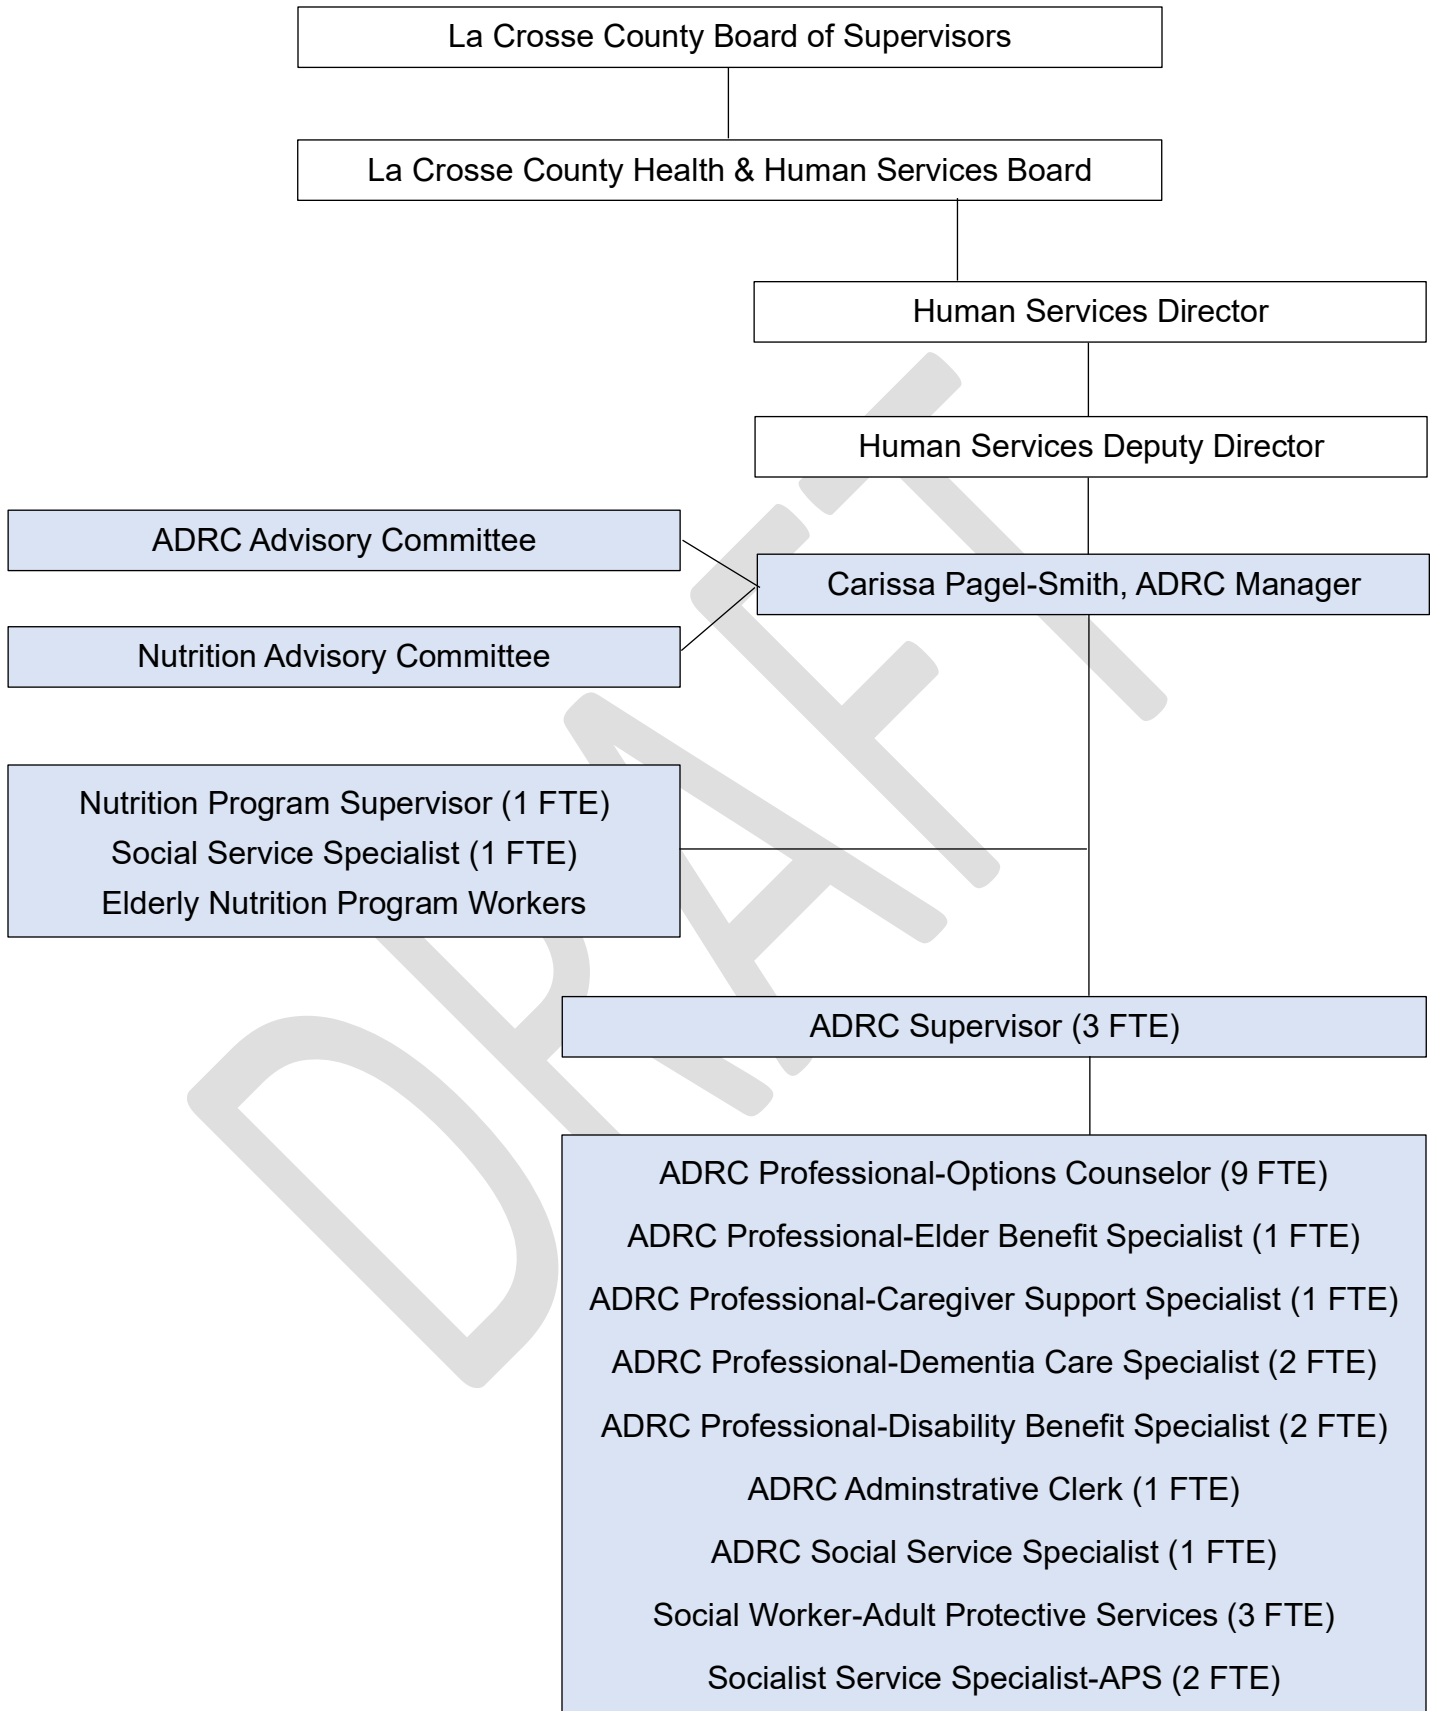 La Crosse County Board of Supervisors
La Crosse County Health & Human Services Board
Human Services Director
Human Services Deputy Director
ADRC Advisory Committee
Carissa Pagel-Smith, ADRC Manager
Nutrition Advisory Committee
Nutrition Program Supervisor (1 FTE)
Social Service Specialist (1 FTE)
Elderly Nutrition Program Workers
DRAFT
ADRC Supervisor (3 FTE)
ADRC Professional-Options Counselor (9 FTE)
ADRC Professional-Elder Benefit Specialist (1 FTE)
ADRC Professional-Caregiver Support Specialist (1 FTE)
ADRC Professional-Dementia Care Specialist (2 FTE)
ADRC Professional-Disability Benefit Specialist (2 FTE)
ADRC Adminstrative Clerk (1 FTE)
ADRC Social Service Specialist (1 FTE)
Social Worker-Adult Protective Services (3 FTE)
Socialist Service Specialist-APS (2 FTE)